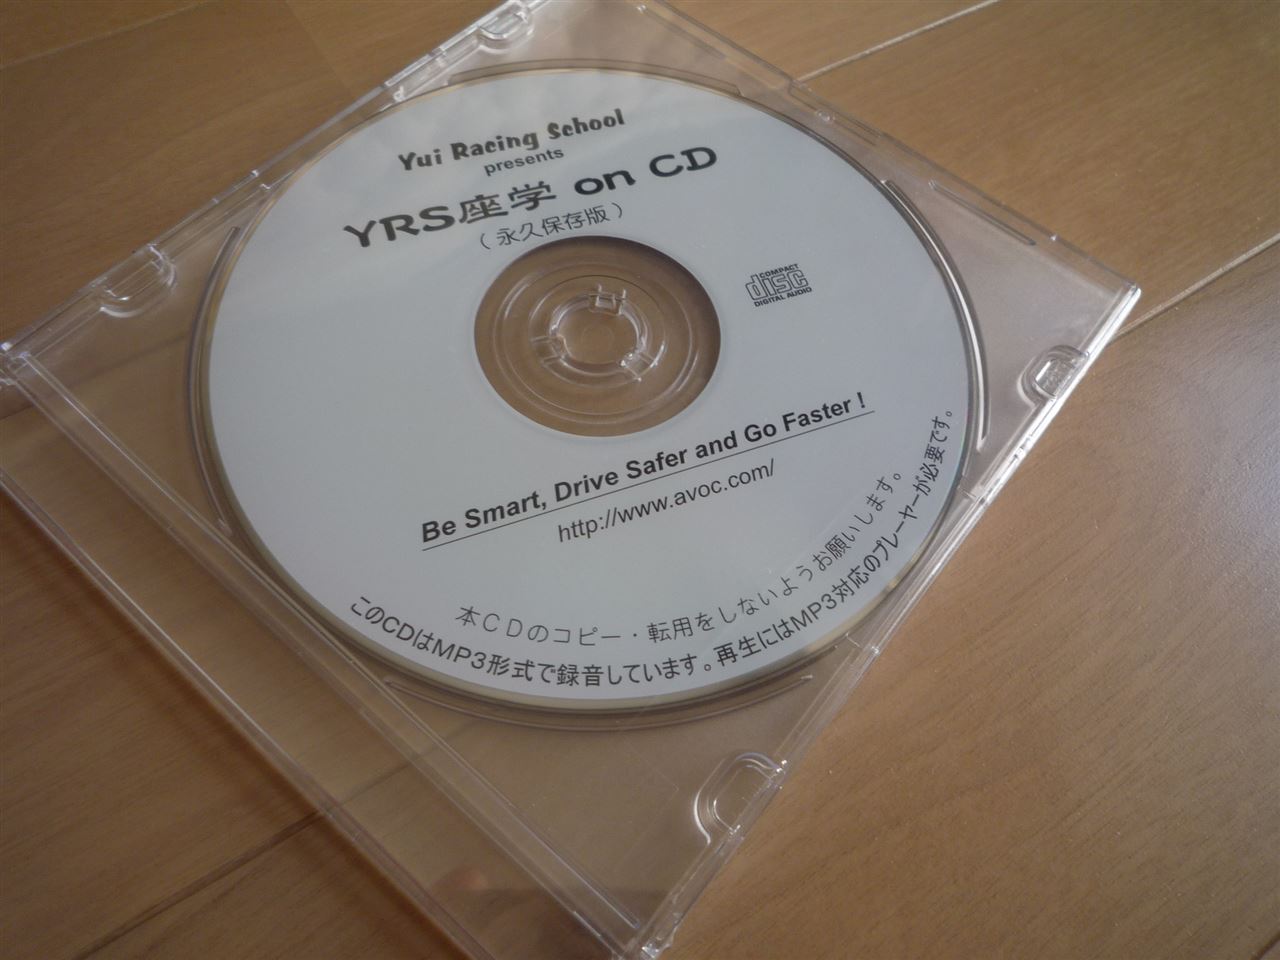 Yui Racing School
presents
YRS座学 on CD
（永久保存版）
COMPACT
disc
DIGITAL AUDIO
Be Smart, Drive Safer and Go Faster !
http://www.avoc.com/
本CDのコピー・転用をしないようお願いします。
このCDはMP3形式で録音しています。再生にはMP3対応のプレーヤーが必要です。